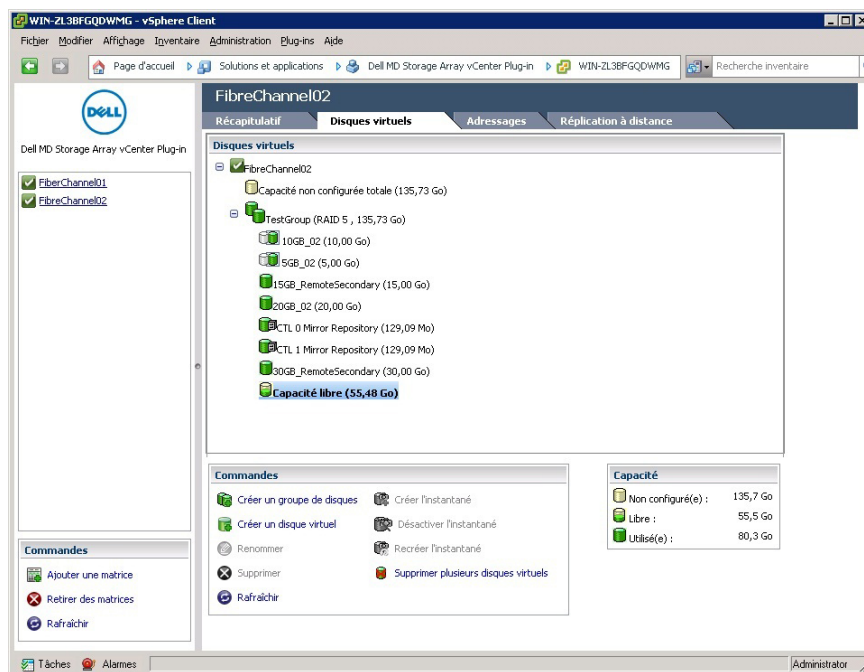 WIN-ZL3BFGQDWMG - vSphere Client
Fichier Modifier Affichage Inventaire Administration Plug-ins Aide
Page d'accueil Solutions et applications Dell MD Storage Array vCenter Plug-in WIN-ZL3BFGQDWMG Recherche inventaire
DELL
Dell MD Storage Array vCenter Plug-in
FiberChannel01
FibreChannel02
Commandes
Ajouter une matrice
Retirer des matrices
Rafraîchir
FibreChannel02
Récapitulatif Disques virtuels Adressages Réplication à distance
Disques virtuels
FibreChannel02
Capacité non configurée totale (135,73 Go)
TestGroup (RAID 5 , 135,73 Go)
10GB_02 (10,00 Go)
5GB_02 (5,00 Go)
15GB_RemoteSecondary (15,00 Go)
20GB_02 (20,00 Go)
CTL 0 Mirror Repository (129,09 Mo)
CTL 1 Mirror Repository (129,09 Mo)
30GB_RemoteSecondary (30,00 Go)
Capacité libre (55,48 Go)
Commandes
Créer un groupe de disques Créer l'instantané
Créer un disque virtuel Désactiver l'instantané
Renommer Recréer l'instantané
Supprimer Supprimer plusieurs disques virtuels
Rafraîchir
Capacité
Non configuré(e) : 135,7 Go
Libre : 55,5 Go
Utilisé(e) : 80,3 Go
Tâches Alarmes Administrator